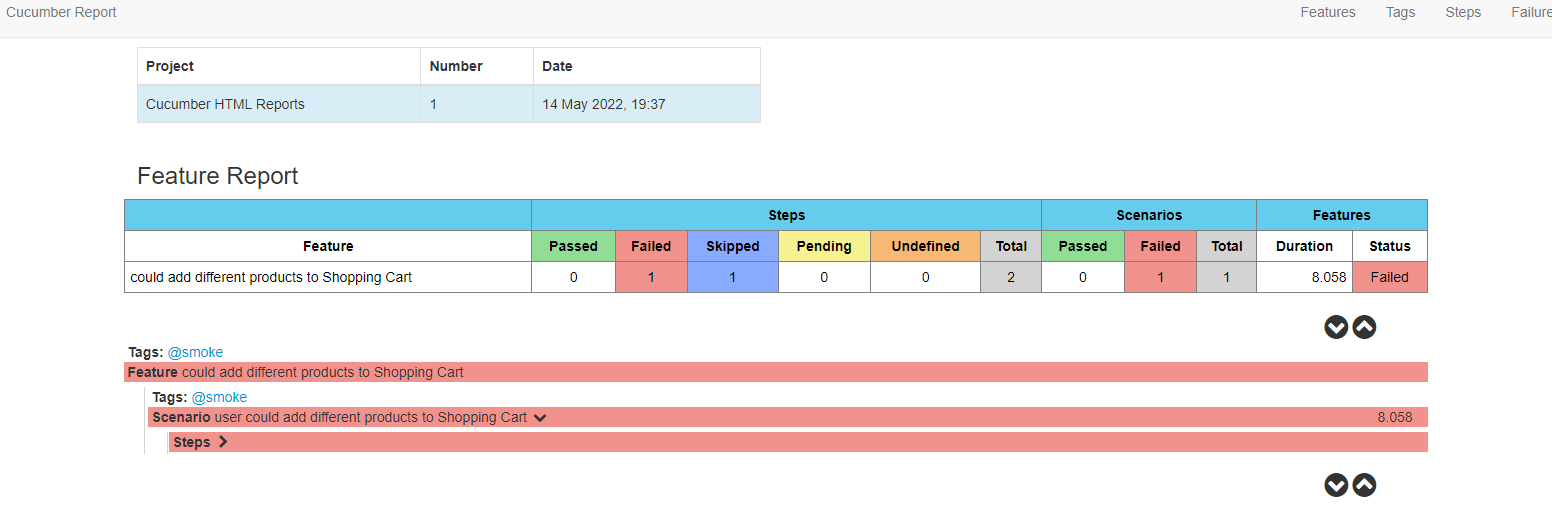 Cucumber Report Features Tags Steps Failure
Project Number Date
Cucumber HTML Reports 1 14 May 2022, 19:37
Feature Report
Steps Scenarios Features
Feature Passed Failed Skipped Pending Undefined Total Passed Failed Total Duration Status
could add different products to Shopping Cart 0 1 1 0 0 2 0 1 1 8.058 Failed
Tags: @smoke
Feature could add different products to Shopping Cart
Tags: @smoke
Scenario user could add different products to Shopping Cart 8.058
Steps